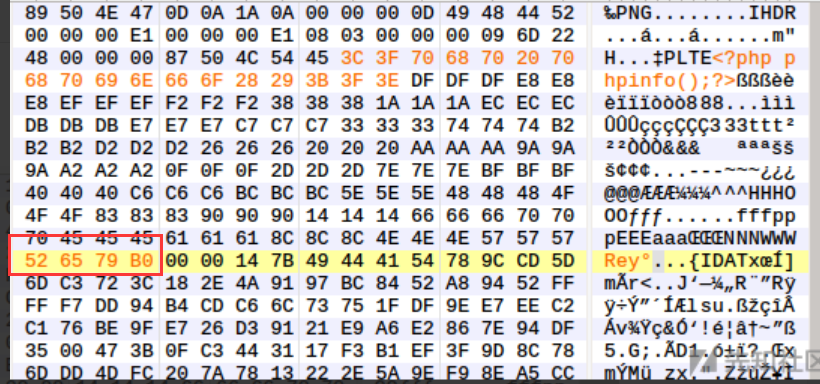 89 50 4E 47 0D 0A 1A 0A 00 00 00 0D 49 48 44 52 ‰PNG........IHDR
00 00 00 E1 00 00 00 E1 08 03 00 00 00 09 6D 22 ...á...á......m"
48 00 00 00 87 50 4C 54 45 3C 3F 70 68 70 20 70 H...‡PLTE<?php p
68 70 69 6E 66 6F 28 29 3B 3F 3E DF DF DF E8 E8 hpinfo();?>ßßßèè
E8 EF EF EF F2 F2 F2 38 38 38 1A 1A 1A EC EC EC èïïïòòò888...ììì
DB DB DB E7 E7 E7 C7 C7 C7 33 33 33 74 74 74 B2 ÛÛÛçççÇÇÇ333ttt²
B2 B2 D2 D2 D2 26 26 26 20 20 20 AA AA AA 9A 9A ²²ÒÒÒ&&& ªªªšš
9A A2 A2 A2 0F 0F 0F 2D 2D 2D 7E 7E 7E BF BF BF š¢¢¢...---~~~¿¿¿
40 40 40 C6 C6 C6 BC BC BC 5E 5E 5E 48 48 48 4F @@@ÆÆÆ¼¼¼^^^HHHO
4F 4F 83 83 83 90 90 90 14 14 14 66 66 66 70 70 OOƒƒƒ......fffpp
70 45 45 45 61 61 61 8C 8C 8C 4E 4E 4E 57 57 57 pEEEaaaŒŒŒNNNWWW
52 65 79 B0 00 00 14 7B 49 44 41 54 78 9C CD 5D Rey°...{IDATxœÍ]
6D C3 72 3C 18 2E 4A 91 97 BC 84 52 A8 94 52 FF mÃr<..J‘—¼„R¨”Rÿ
FF F7 DD 94 B4 CD C6 6C 73 75 1F DF 9E E7 EE C2 ÿ÷Ý”´ÍÆlsu.ßžçîÂ
C1 76 BE 9F E7 26 D3 91 21 E9 A6 E2 86 7E 94 DF Áv¾Ÿç&Ó‘!é¦â†~”ß
35 00 47 3B 0F C3 44 31 17 F3 B1 EF 3F 9D 8C 78 5.G;.ÃD1.ó±ï?.Œx
6D DD 4D FC 20 7A 78 13 22 2E 5A 9E F9 8E A5 CC mÝMü zx.".ZžùŽ¥Ì